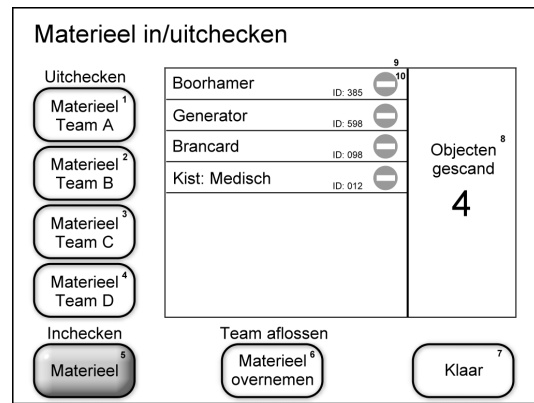 Materieel in/uitchecken
Uitchecken
Materieel 1
Team A
Materieel 2
Team B
Materieel 3
Team C
Materieel 4
Team D
Inchecken
Materieel 5
9
10
Boorhamer ID: 385
Generator ID: 598
Brancard ID: 098
Kist: Medisch ID: 012
Objecten 8
gescand
4
Team aflossen
Materieel 6
overnemen
Klaar 7